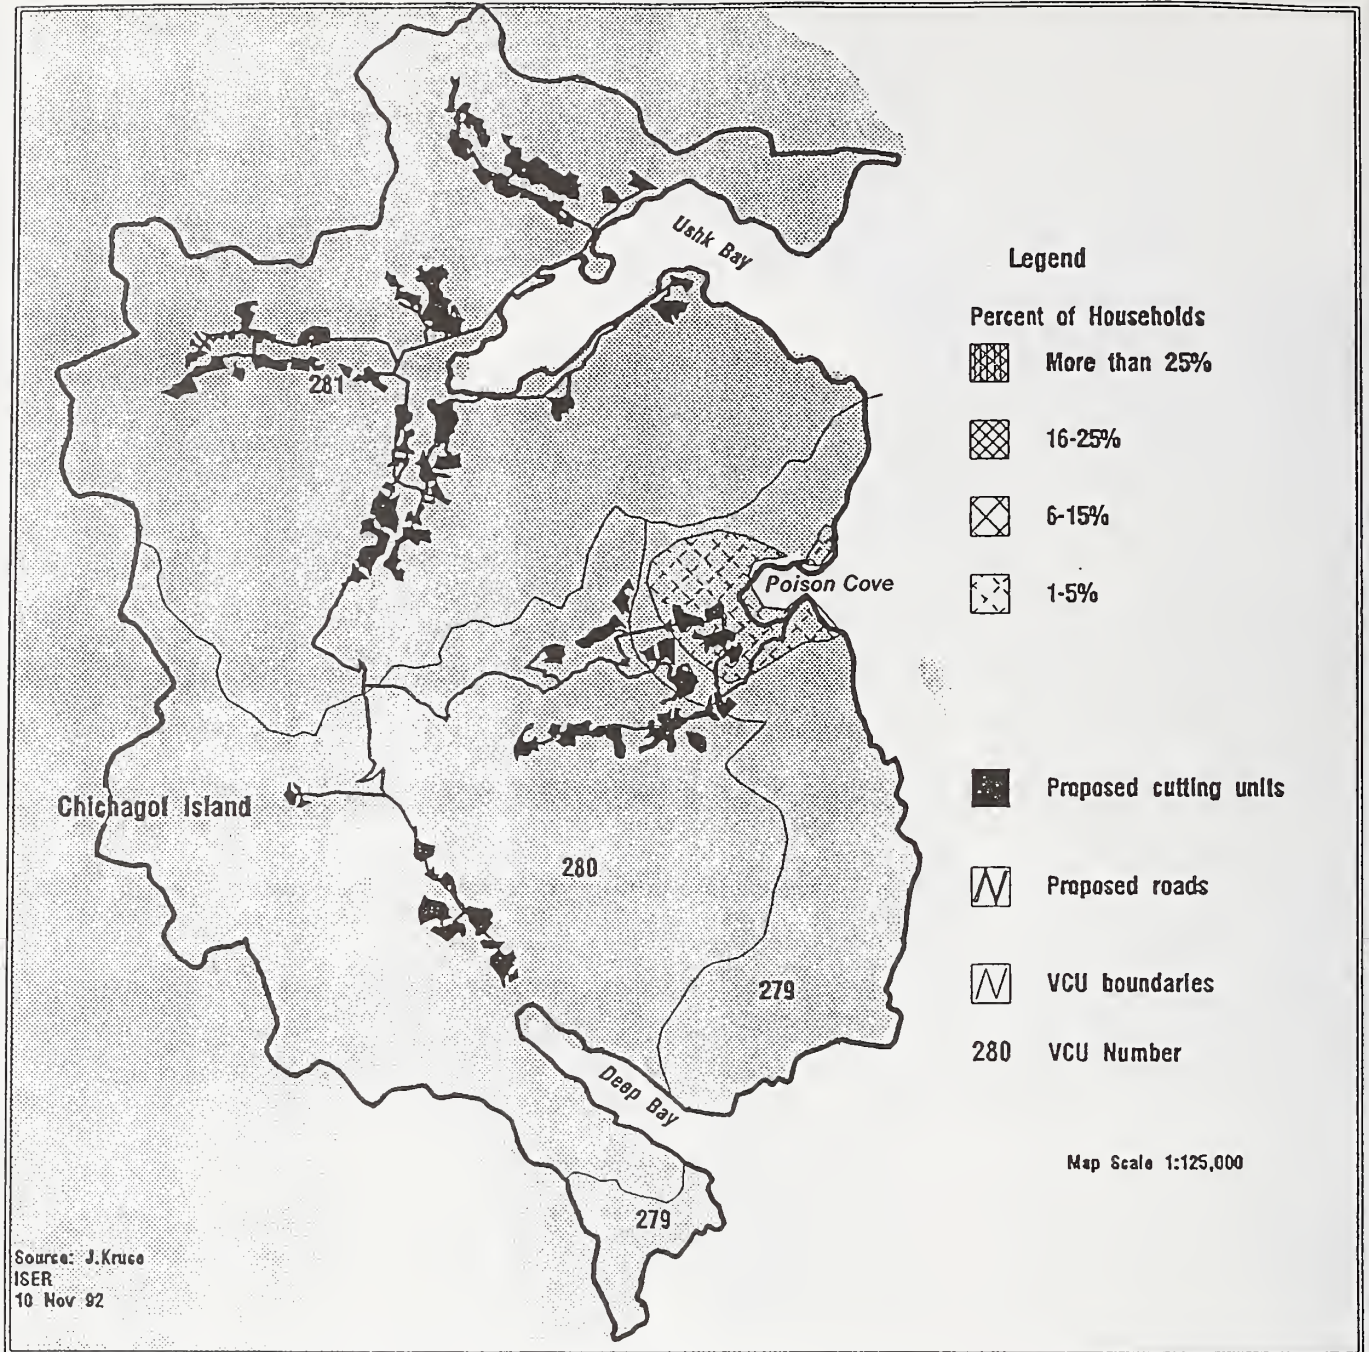 Ushk Bay
Legend
Percent of Households
More than 25%
281
16-25%
6-15%
Poison Cove
1-5%
Proposed cutting units
Chichagof Island
280
Proposed roads
279
VCU boundaries
280 VCU Number
Deep Bay
Map Scale 1:125,000
279
Source: J.Kruse
ISER
10 Nov 92